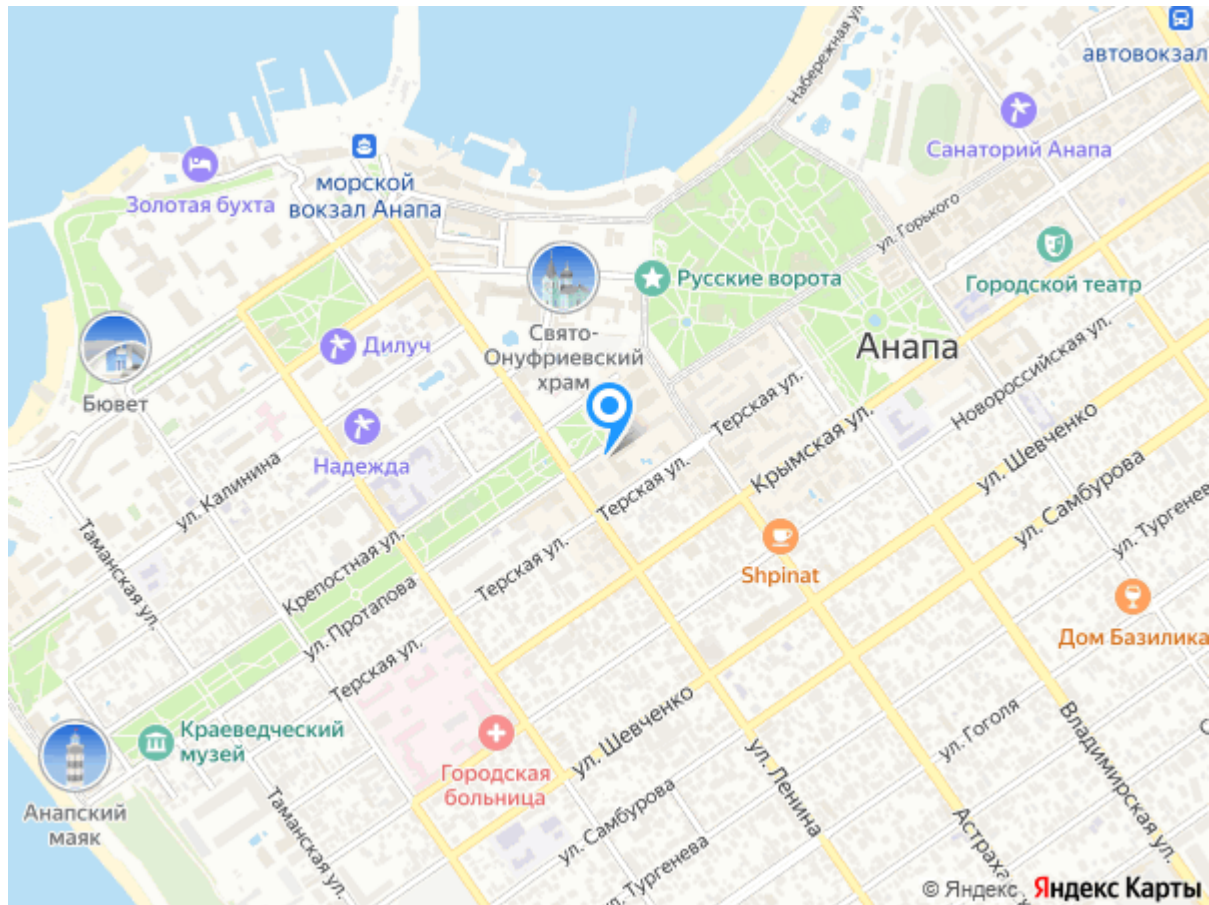 Набережная ул.
автовокзал
Санаторий Анапа
морской
вокзал Анапа
Золотая бухта
ул. Горького
Русские ворота
Городской театр
Свято-
Онуфриевский
храм
Дилуч
Анапа
Новороссийская ул.
Бювет
Надежда
Терская ул.
Крымская ул.
ул. Шевченко
ул. Калинина
Терская ул.
ул. Самбурова
Крепостная ул.
Таманская ул.
Терская ул.
ул. Тургенев
Shpinat
ул. Протапова
Дом Базилика
Терская ул.
Краеведческий
музей
ул. Шевченко
Городская
больница
ул. Гоголя
Владимирская ул.
ул. Ленина
Анапский
маяк
Таманская ул.
ул. Самбурова
Астраха
ул. Тургенева
© Яндекс Яндекс Карты